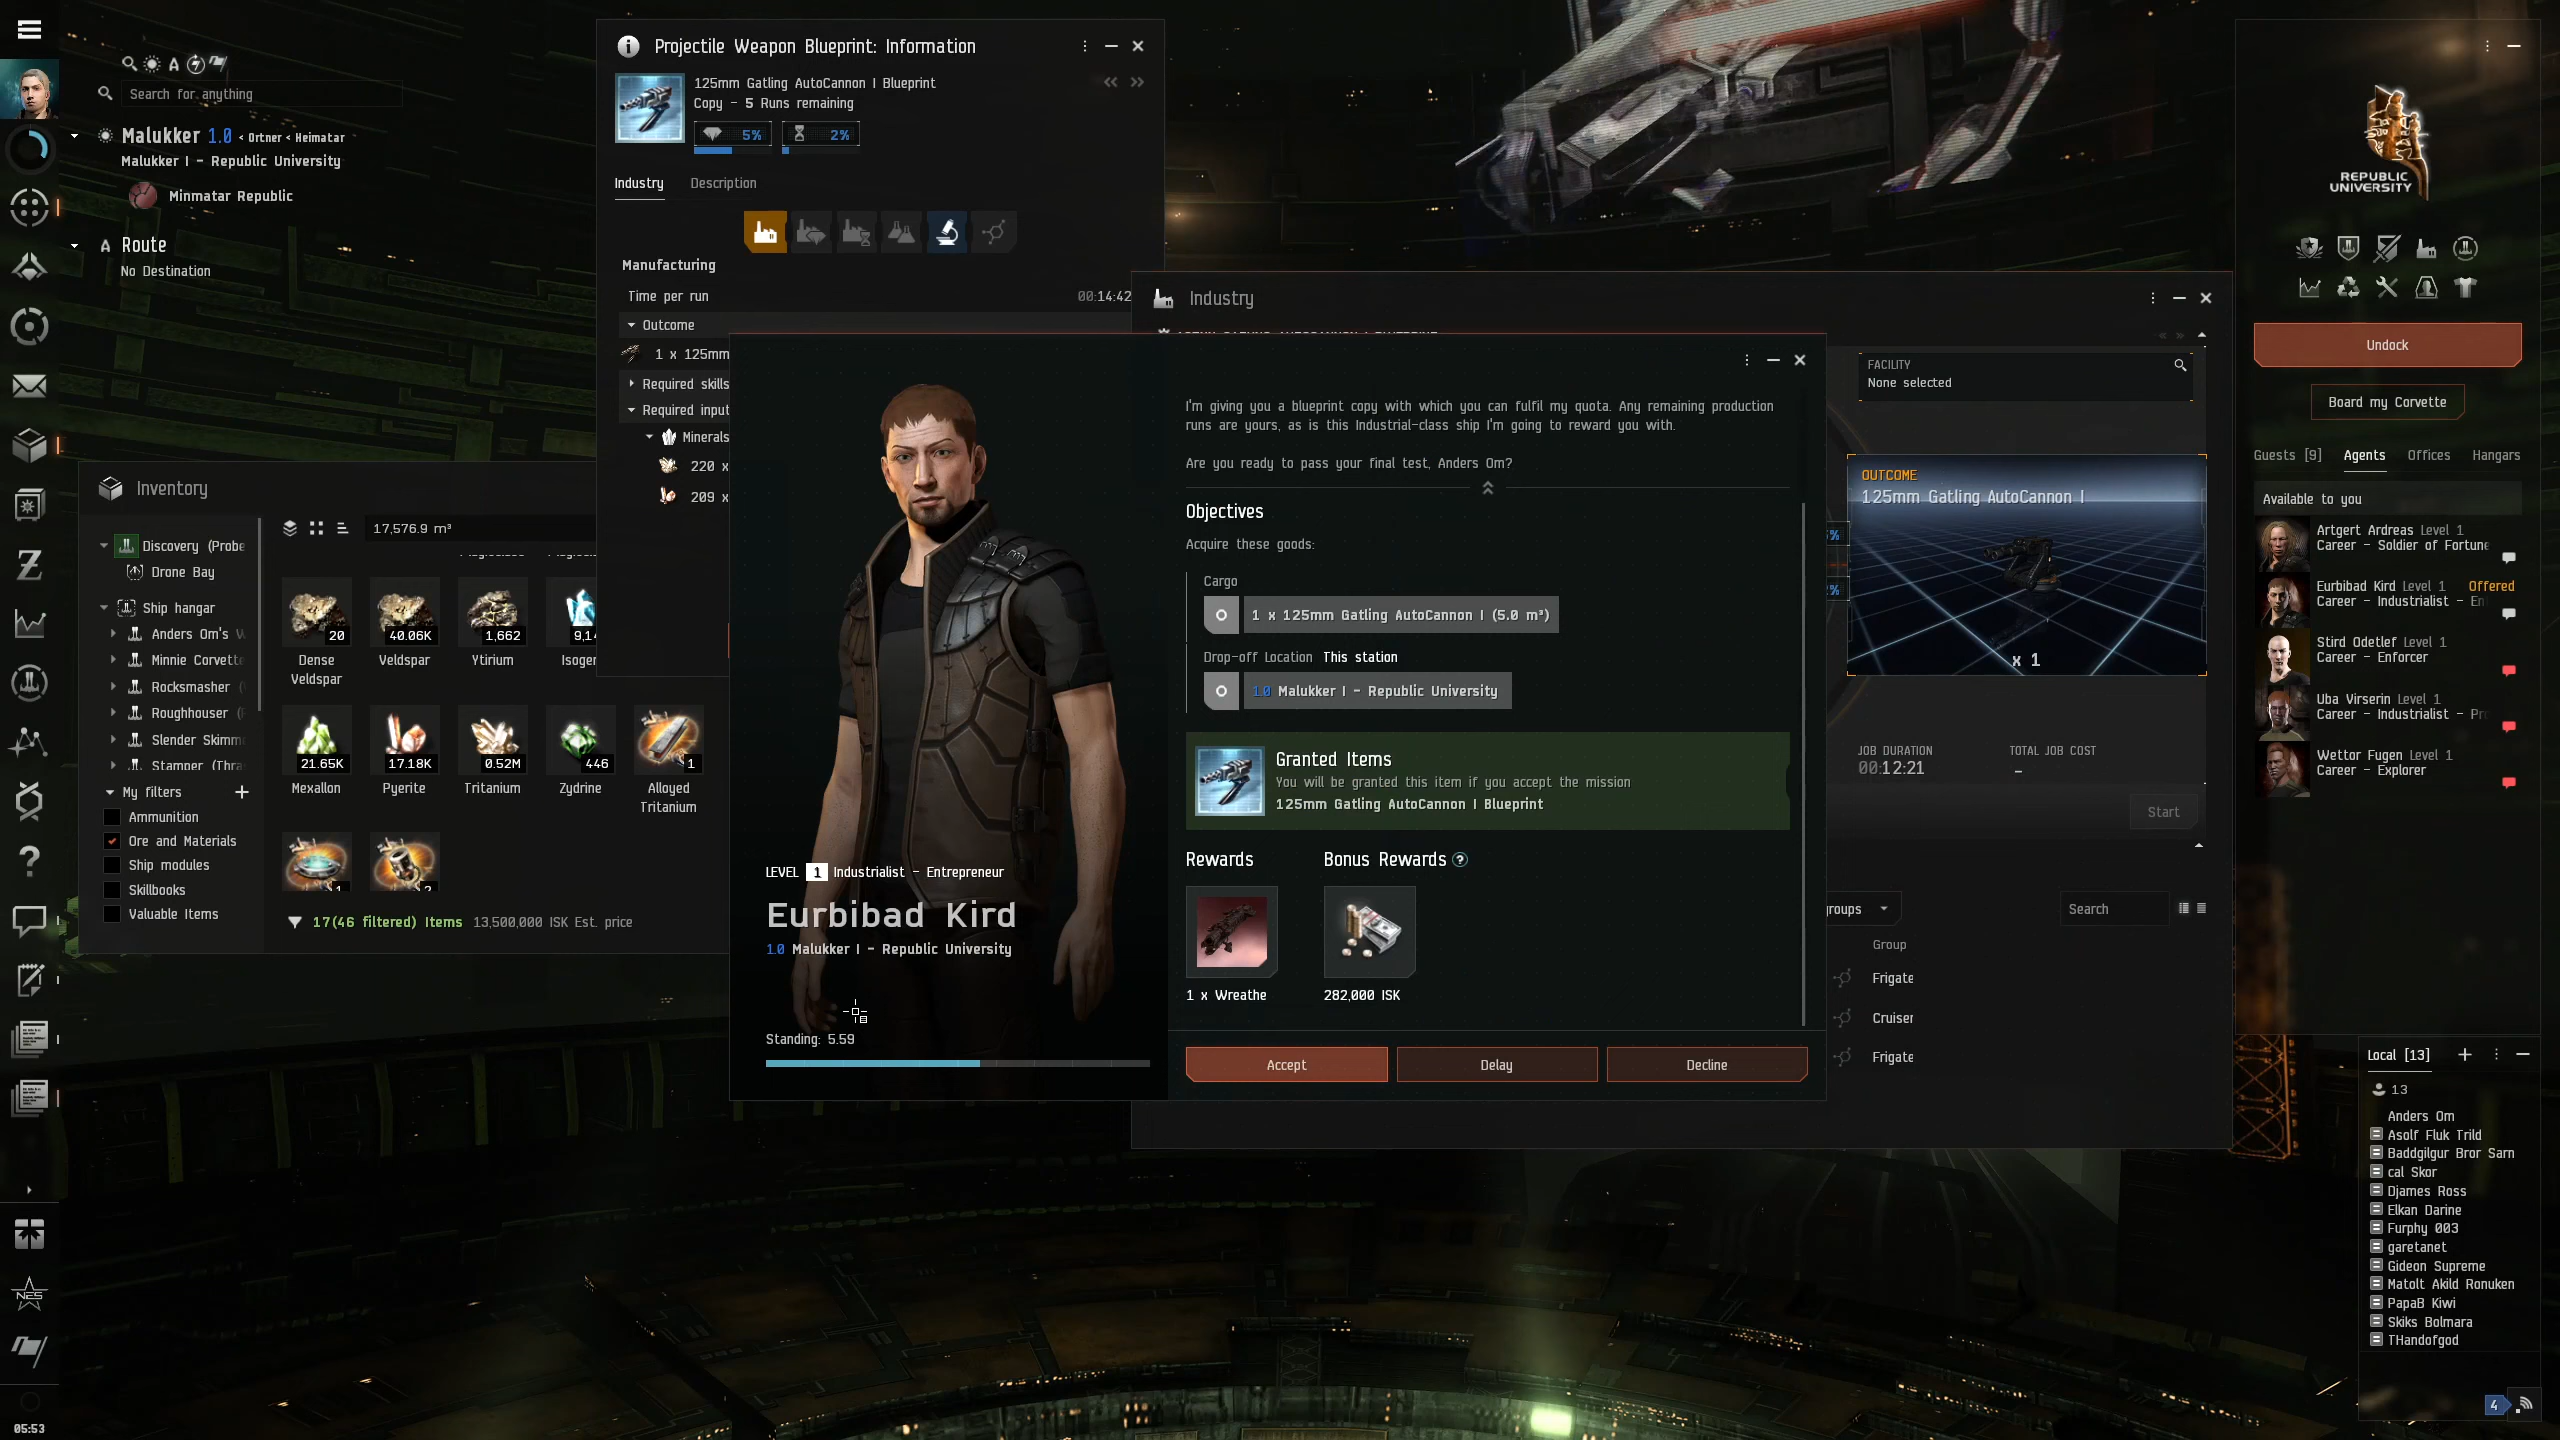 Search for anything
Malukker 1.0 < Ortner < Heimatar
Malukker I - Republic University
Minmatar Republic
Route
No Destination
Projectile Weapon Blueprint: Information
125mm Gatling AutoCannon I Blueprint
Copy - 5 Runs remaining
5%
2%
Industry
Description
Manufacturing
Time per run
00:14:42
Outcome
1 x 125mm
Required skills
Required input
Minerals
220 x
209 x
Inventory
17,576.9 m³
Discovery (Probe
Drone Bay
Ship hangar
Anders Om's
Minnie Corvette
Rocksmasher
Roughhouser
Slender Skimm
Stamper (Thra
My filters
Ammunition
Ore and Materials
Ship modules
Skillbooks
Valuable Items
20
Dense
Veldspar
40.06K
Veldspar
1,662
Ytirium
9,14
Isogen
21.65K
Mexallon
17.18K
Pyerite
0.52M
Tritanium
446
Zydrine
1
Alloyed
Tritanium
1
2
17(46 filtered) Items
13,500,000 ISK Est. price
Industry
FACILITY
None selected
OUTCOME
125mm Gatling AutoCannon I
x 1
JOB DURATION
00:12:21
TOTAL JOB COST
-
Start
groups
Search
Group
Frigate
Cruiser
Frigate
I'm giving you a blueprint copy with which you can fulfil my quota. Any remaining production
runs are yours, as is this Industrial-class ship I'm going to reward you with.
Are you ready to pass your final test, Anders Om?
Objectives
Acquire these goods:
Cargo
1 x 125mm Gatling AutoCannon I (5.0 m³)
Drop-off Location This station
1.0 Malukker I - Republic University
Granted Items
You will be granted this item if you accept the mission
125mm Gatling AutoCannon I Blueprint
Rewards
1 x Wreathe
Bonus Rewards ?
282,000 ISK
LEVEL 1 Industrialist - Entrepreneur
Eurbibad Kird
1.0 Malukker I - Republic University
Standing: 5.59
Accept
Delay
Decline
REPUBLIC
UNIVERSITY
Undock
Board my Corvette
Guests [9]
Agents
Offices
Hangars
Available to you
Artgert Ardreas Level 1
Career - Soldier of Fortune
Eurbibad Kird Level 1 Offered
Career - Industrialist - En
Stird Odetlef Level 1
Career - Enforcer
Uba Virserin Level 1
Career - Industrialist - Pr
Wettor Fugen Level 1
Career - Explorer
Local [13]
13
Anders Om
Asolf Fluk Trild
Baddgilgur Bror Sarn
cal Skor
Djames Ross
Elkan Darine
Furphy 003
garetanet
Gideon Supreme
Matolt Akild Ronuken
PapaB Kiwi
Skiks Bolmara
THandofgod
4
NES
05:53